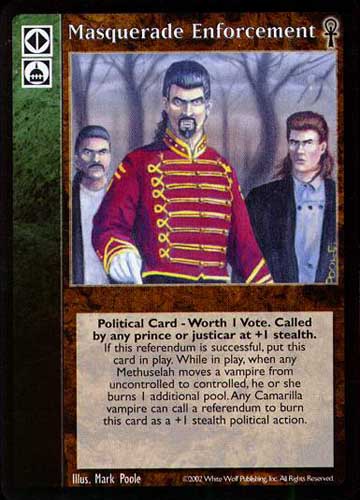 Masquerade Enforcement
POOLE
Political Card - Worth 1 Vote. Called
by any prince or justicar at +1 stealth.
If this referendum is successful, put this
card in play. While in play, when any
Methuselah moves a vampire from
uncontrolled to controlled, he or she
burns 1 additional pool. Any Camarilla
vampire can call a referendum to burn
this card as a +1 stealth political action.
Illus. Mark Poole
©2002 White Wolf Publishing, Inc. All Rights Reserved.